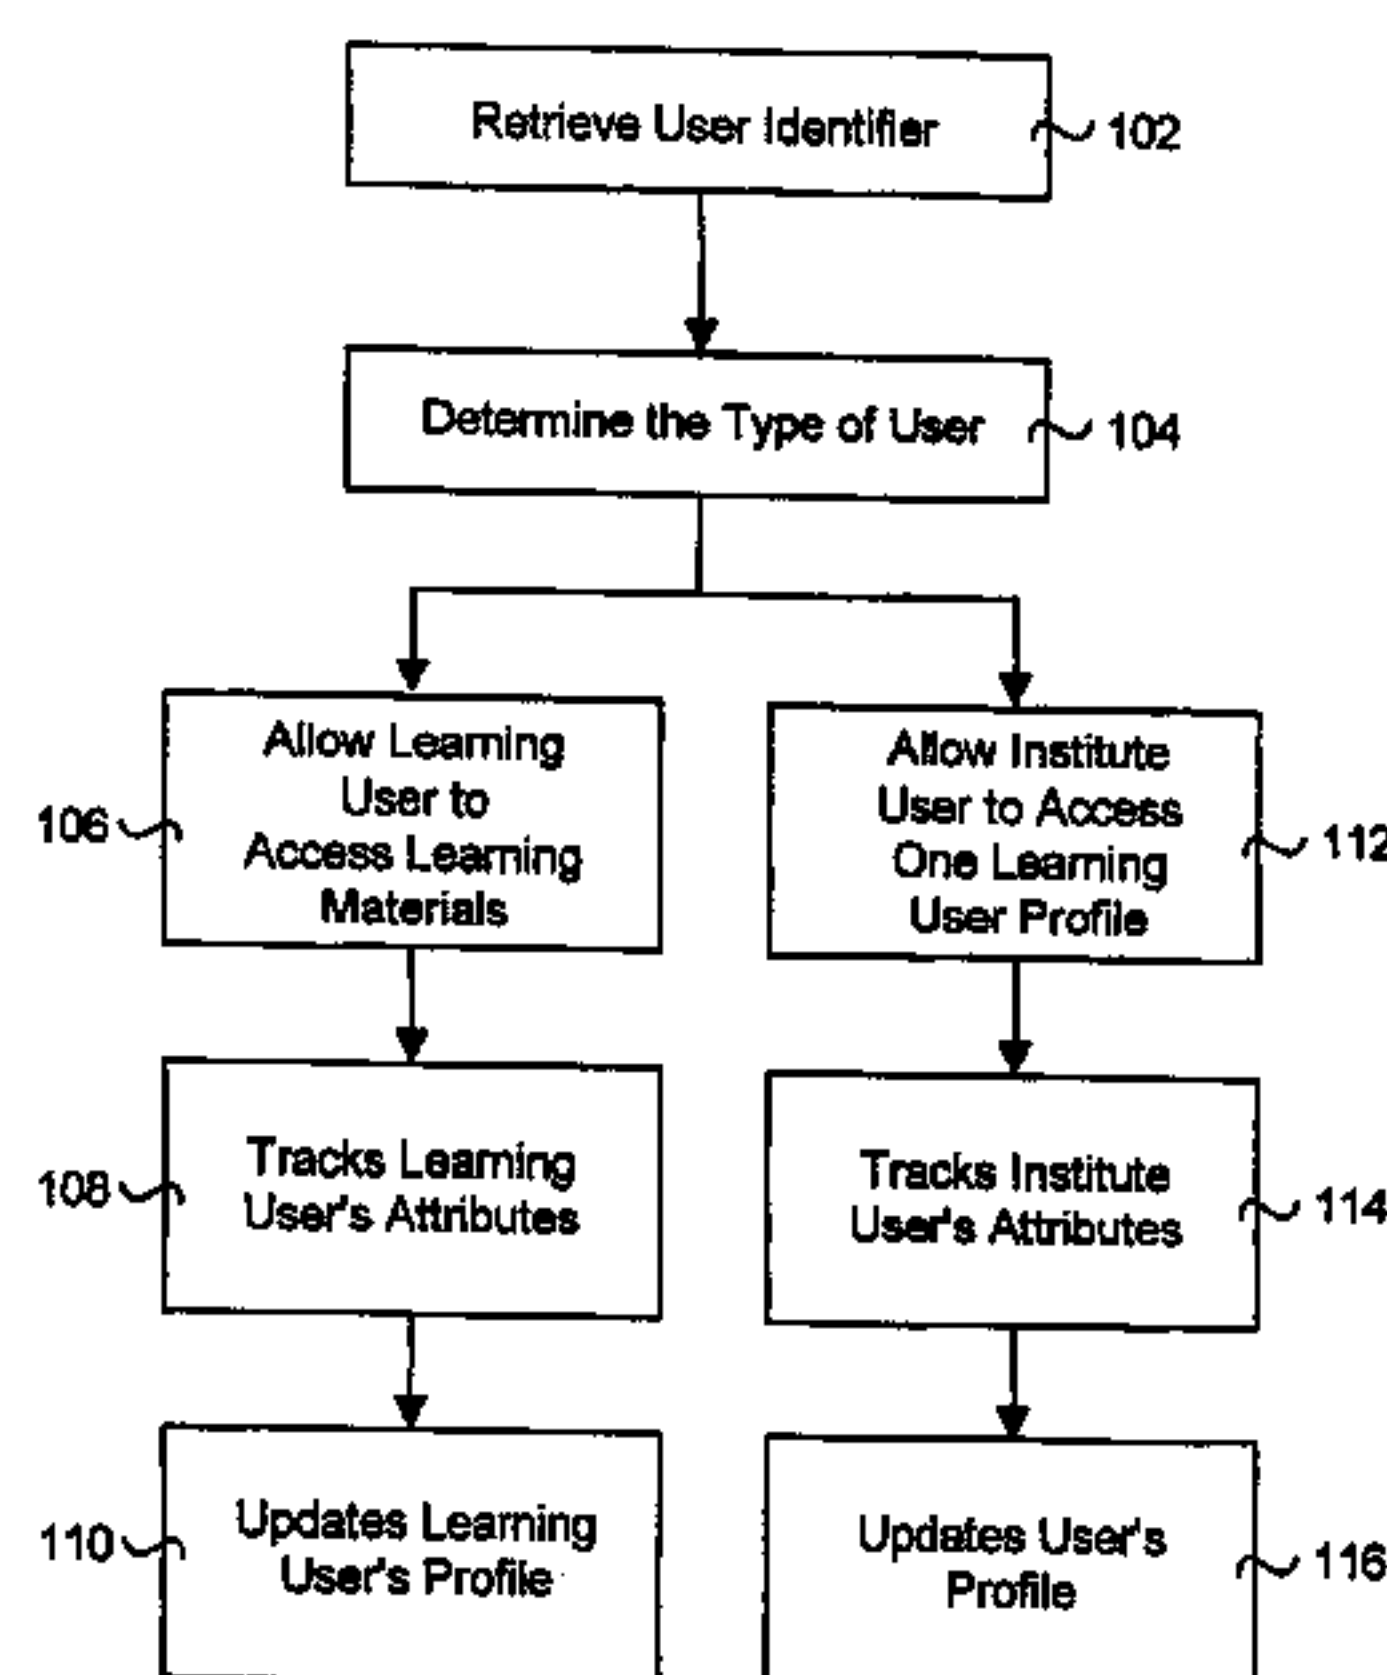 Retrieve User Identifier
102
Determine the Type of User
104
Allow Learning
User to
Access Learning
Materials
106
Allow Institute
User to Access
One Learning
User Profile
112
Tracks Learning
User's Attributes
108
Tracks Institute
User's Attributes
114
Updates Learning
User's Profile
110
Updates User's
Profile
116